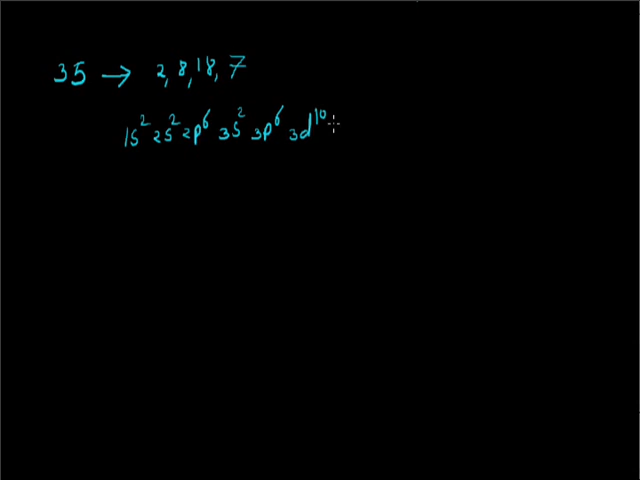 35 → 2, 8, 18, 7
1s² 2s² 2p⁶ 3s² 3p⁶ 3d¹⁰